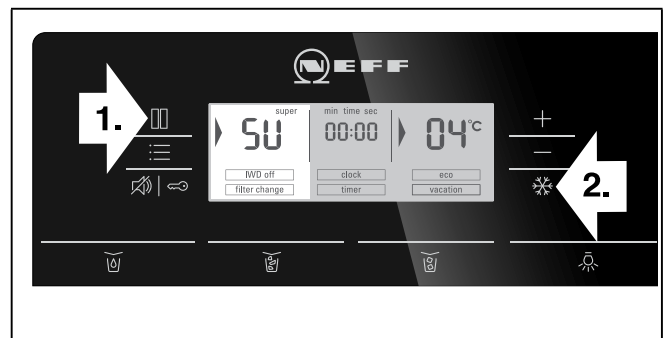 NEFF
1.
super
min time sec
SU
00:00
04°C
IWD off
clock
eco
filter change
timer
vacation
2.